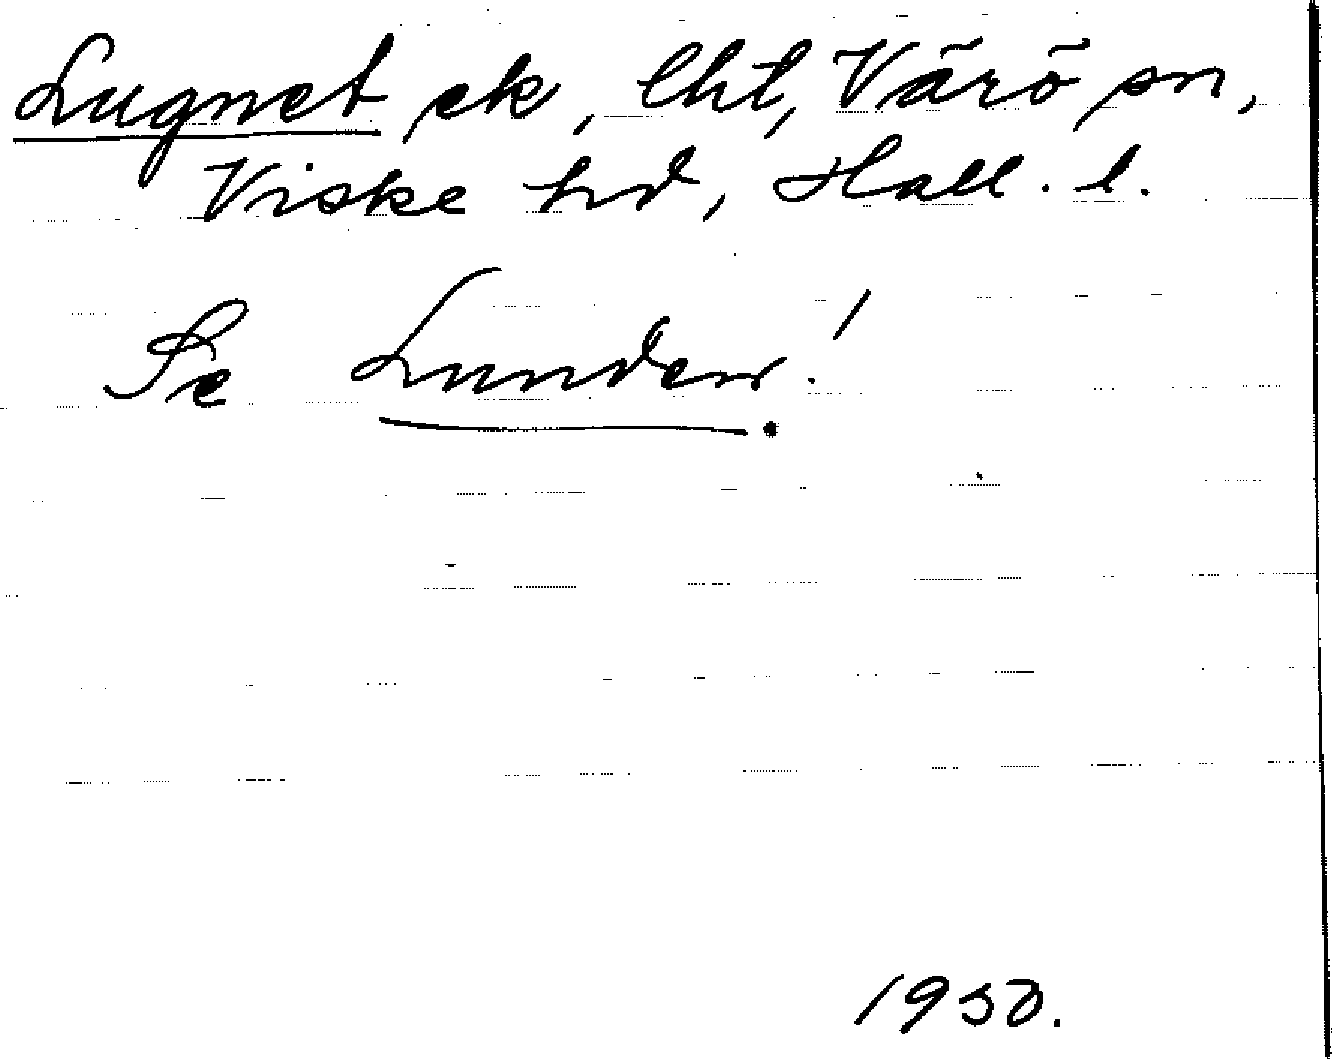 Lugnet ek, lht, Värö sn,
Viske hd, Hall. l.
Se Lunden!
1950.